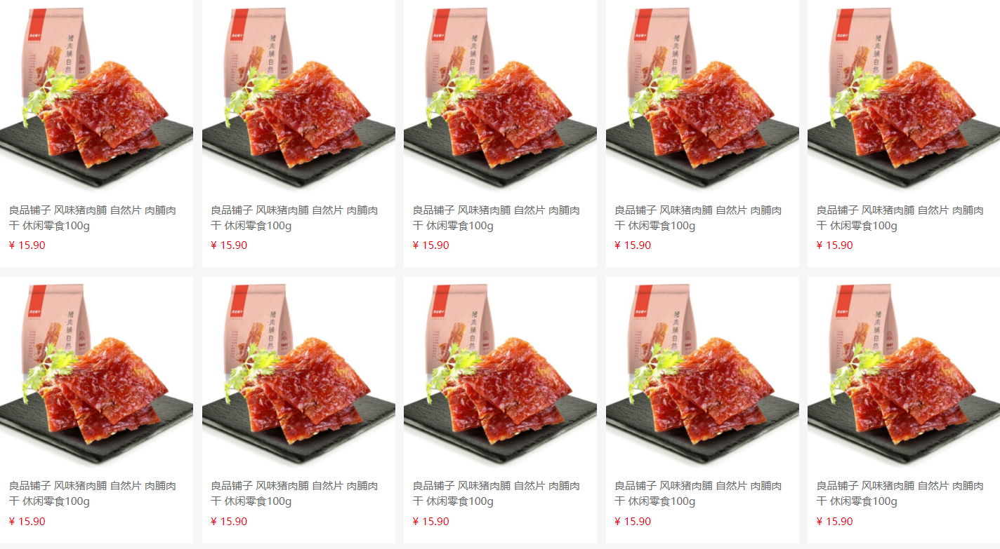 猪肉脯自然
猪肉脯自然
猪肉脯自然
猪肉脯自然
猪肉脯自然
良品铺子 风味猪肉脯 自然片 肉脯肉
干 休闲零食100g
¥ 15.90
良品铺子 风味猪肉脯 自然片 肉脯肉
干 休闲零食100g
¥ 15.90
良品铺子 风味猪肉脯 自然片 肉脯肉
干 休闲零食100g
¥ 15.90
良品铺子 风味猪肉脯 自然片 肉脯肉
干 休闲零食100g
¥ 15.90
良品铺子 风味猪肉脯 自然片 肉脯肉
干 休闲零食100g
¥ 15.90
猪肉脯自然
猪肉脯自然
猪肉脯自然
猪肉脯自然
猪肉脯自然
良品铺子 风味猪肉脯 自然片 肉脯肉
干 休闲零食100g
¥ 15.90
良品铺子 风味猪肉脯 自然片 肉脯肉
干 休闲零食100g
¥ 15.90
良品铺子 风味猪肉脯 自然片 肉脯肉
干 休闲零食100g
¥ 15.90
良品铺子 风味猪肉脯 自然片 肉脯肉
干 休闲零食100g
¥ 15.90
良品铺子 风味猪肉脯 自然片 肉脯肉
干 休闲零食100g
¥ 15.90